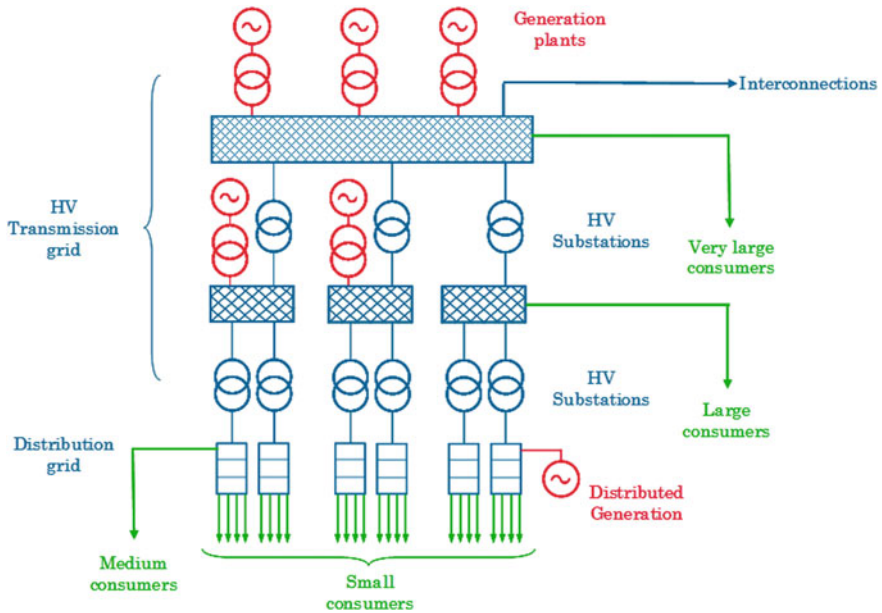 Generation
plants
Interconnections
HV
Transmission
grid
HV
Substations
Very large
consumers
HV
Substations
Large
consumers
Distribution
grid
Distributed
Generation
Medium
consumers
Small
consumers